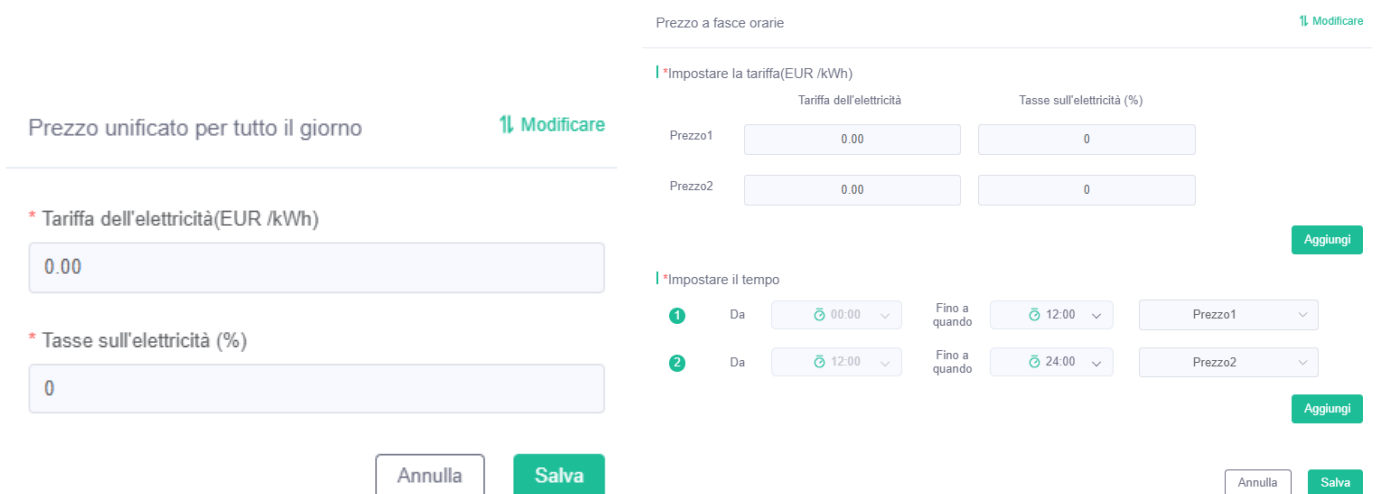 Prezzo unificato per tutto il giorno
Modificare
* Tariffa dell'elettricità(EUR /kWh)
0.00
* Tasse sull'elettricità (%)
0
Annulla
Salva
Prezzo a fasce orarie
Modificare
*Impostare la tariffa(EUR /kWh)
Tariffa dell'elettricità
Tasse sull'elettricità (%)
Prezzo1
0.00
0
Prezzo2
0.00
0
Aggiungi
*Impostare il tempo
1
Da
00:00
Fino a
quando
12:00
Prezzo1
2
Da
12:00
Fino a
quando
24:00
Prezzo2
Aggiungi
Annulla
Salva